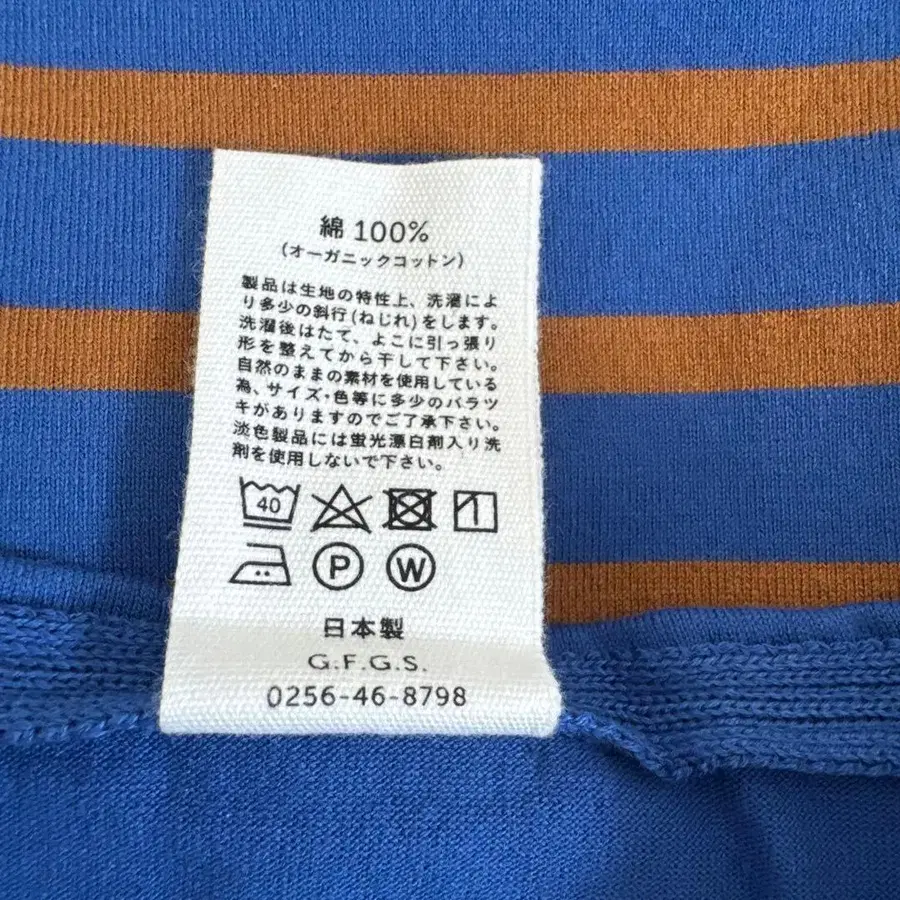 綿 100%
(オーガニックコットン)
製品は生地の特性上、洗濯によ
り多少の斜行(ねじれ)をします。
洗濯後はたて、よこに引っ張り
形を整えてから干して下さい。
自然のままの素材を使用している
為、サイズ・色等に多少のバラツ
キがありますのでご了承下さい。
淡色製品には蛍光漂白剤入り洗
剤を使用しないで下さい。
40
P W
日本製
G.F.G.S.
0256-46-8798